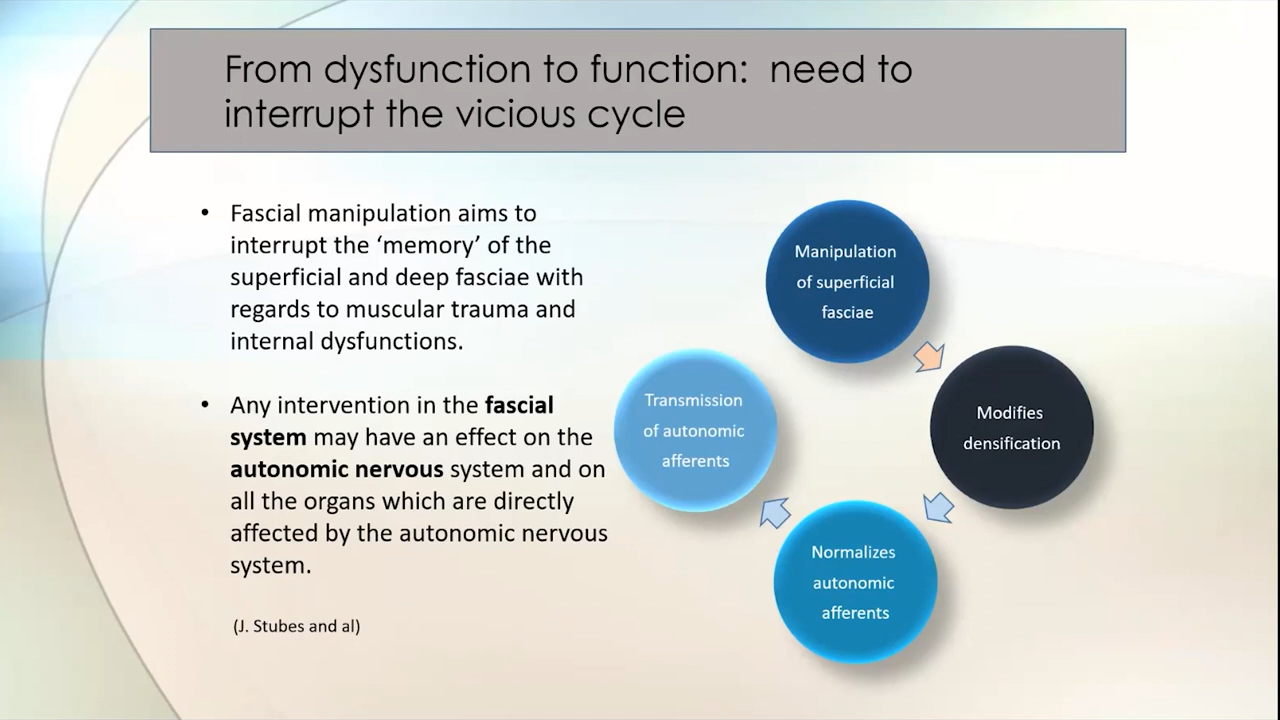 From dysfunction to function:  need to
interrupt the vicious cycle
• Fascial manipulation aims to
interrupt the ‘memory’ of the
superficial and deep fasciae with
regards to muscular trauma and
internal dysfunctions.
• Any intervention in the fascial
system may have an effect on the
autonomic nervous system and on
all the organs which are directly
affected by the autonomic nervous
system.
(J. Stubes and al)
Manipulation
of superficial
fasciae
Modifies
densification
Normalizes
autonomic
afferents
Transmission
of autonomic
afferents